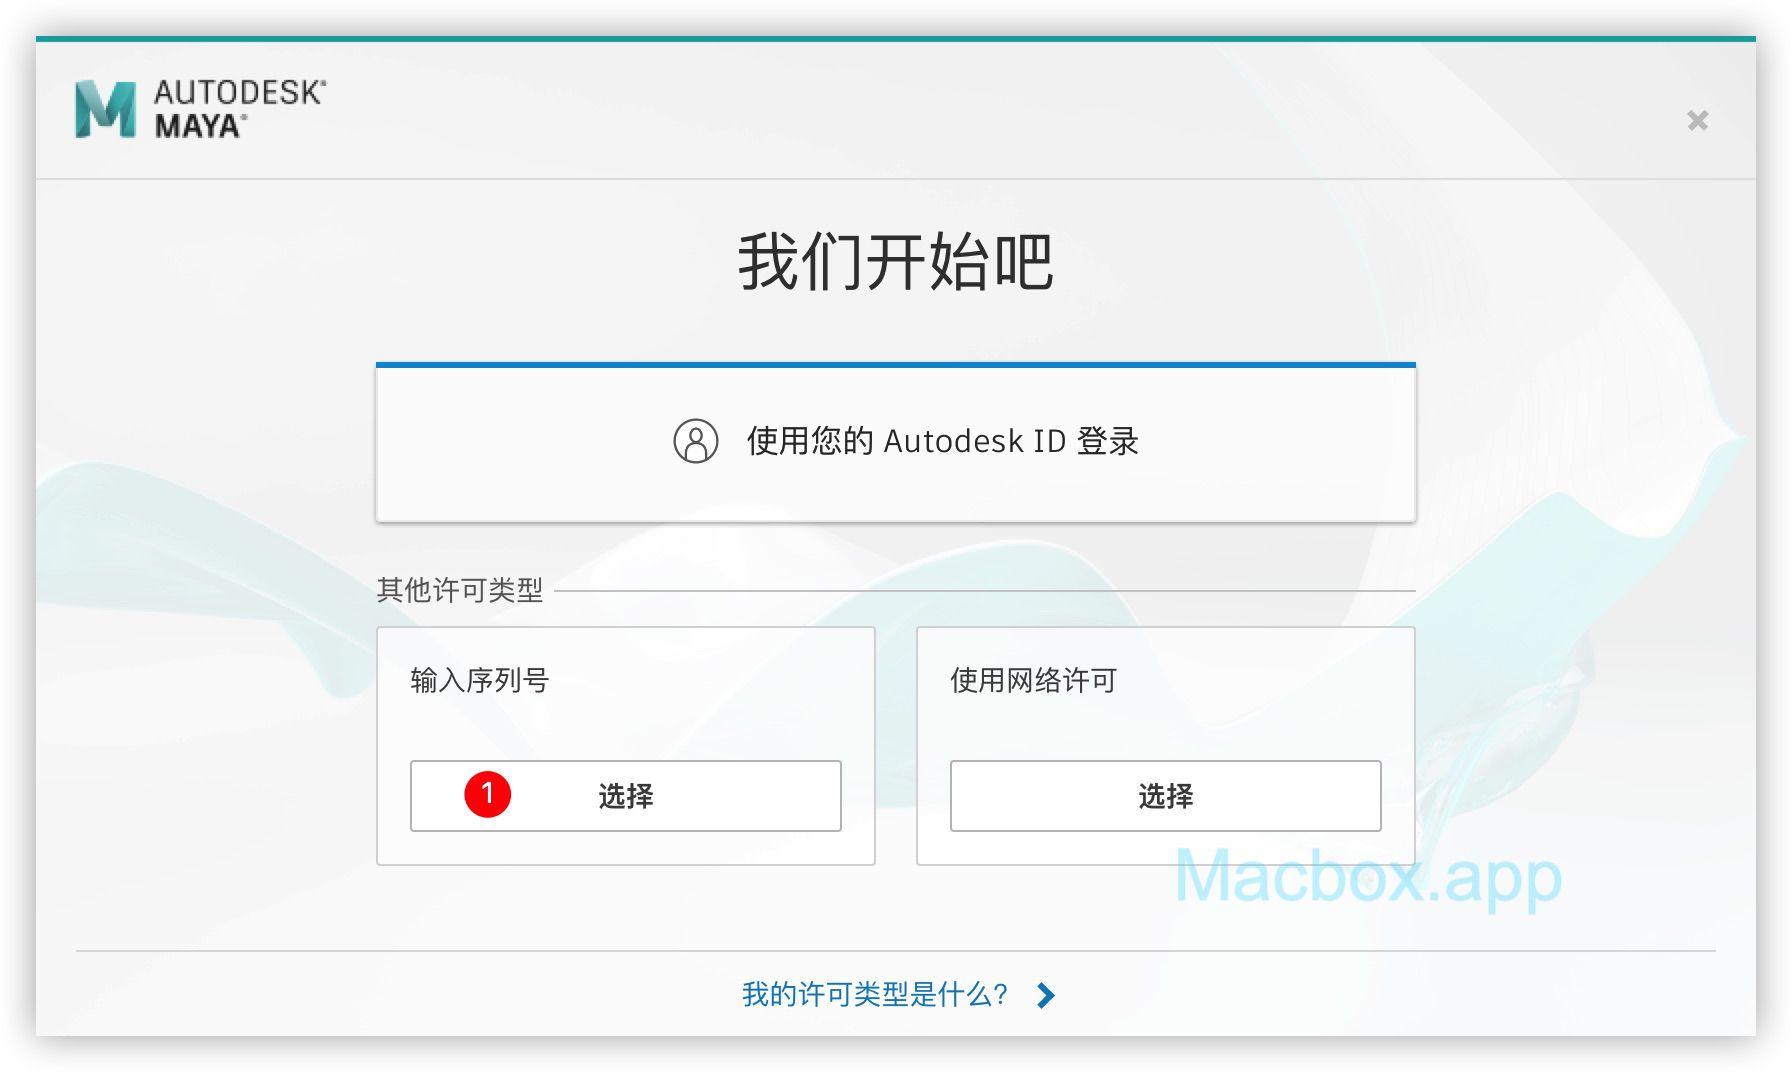 AUTODESK®
MAYA®
我们开始吧
使用您的 Autodesk ID 登录
其他许可类型
输入序列号
使用网络许可
1
选择
选择
Macbox.app
我的许可类型是什么?